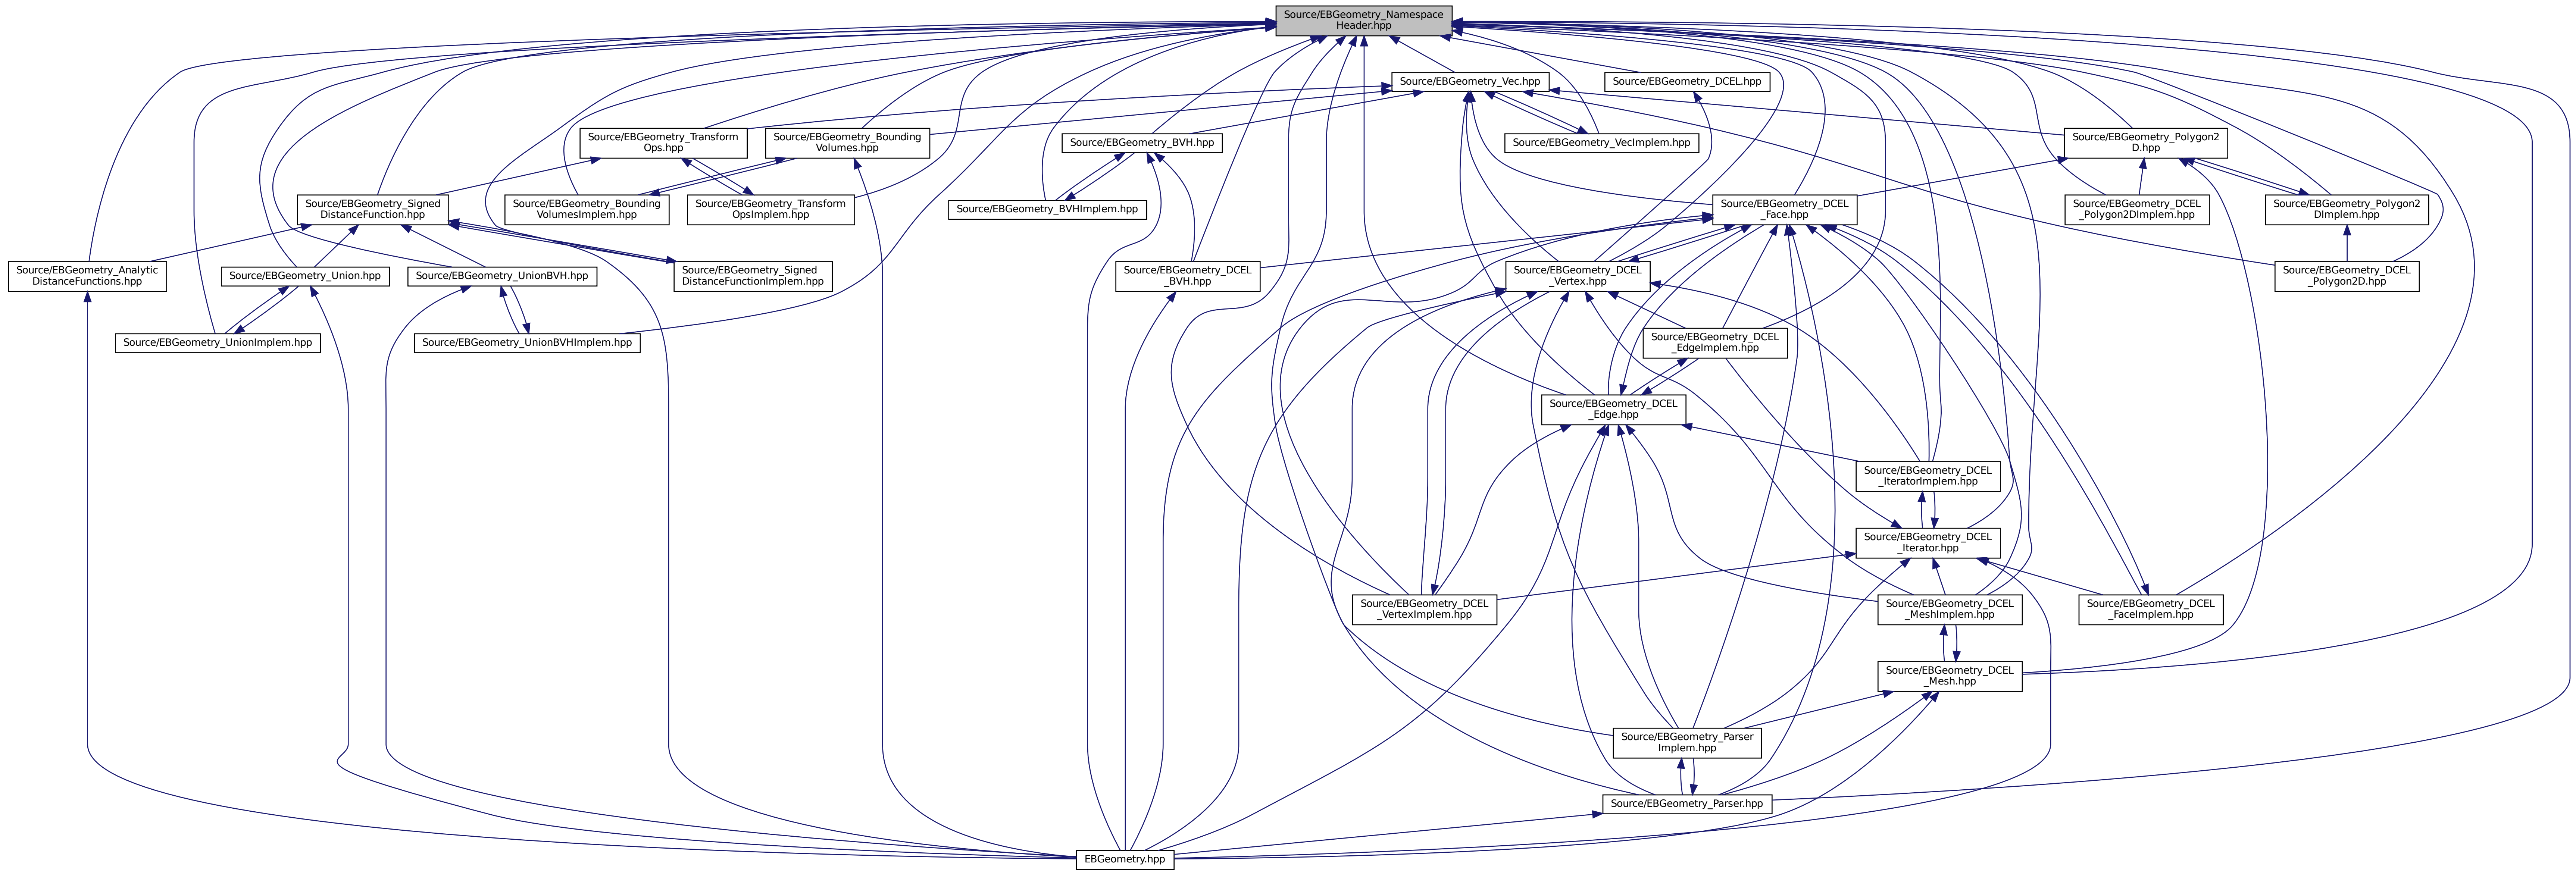 Source/EBGeometry_Namespace
Header.hpp
Source/EBGeometry_Vec.hpp
Source/EBGeometry_DCEL.hpp
Source/EBGeometry_Transform
Ops.hpp
Source/EBGeometry_Bounding
Volumes.hpp
Source/EBGeometry_BVH.hpp
Source/EBGeometry_VecImplem.hpp
Source/EBGeometry_Polygon2
D.hpp
Source/EBGeometry_Signed
DistanceFunction.hpp
Source/EBGeometry_Bounding
VolumesImplem.hpp
Source/EBGeometry_Transform
OpsImplem.hpp
Source/EBGeometry_BVHImplem.hpp
Source/EBGeometry_DCEL
_Face.hpp
Source/EBGeometry_DCEL
_Polygon2DImplem.hpp
Source/EBGeometry_Polygon2
DImplem.hpp
Source/EBGeometry_Analytic
DistanceFunctions.hpp
Source/EBGeometry_Union.hpp
Source/EBGeometry_UnionBVH.hpp
Source/EBGeometry_Signed
DistanceFunctionImplem.hpp
Source/EBGeometry_DCEL
_BVH.hpp
Source/EBGeometry_DCEL
_Vertex.hpp
Source/EBGeometry_DCEL
_Polygon2D.hpp
Source/EBGeometry_UnionImplem.hpp
Source/EBGeometry_UnionBVHImplem.hpp
Source/EBGeometry_DCEL
_EdgeImplem.hpp
Source/EBGeometry_DCEL
_Edge.hpp
Source/EBGeometry_DCEL
_IteratorImplem.hpp
Source/EBGeometry_DCEL
_Iterator.hpp
Source/EBGeometry_DCEL
_VertexImplem.hpp
Source/EBGeometry_DCEL
_MeshImplem.hpp
Source/EBGeometry_DCEL
_FaceImplem.hpp
Source/EBGeometry_DCEL
_Mesh.hpp
Source/EBGeometry_Parser
Implem.hpp
Source/EBGeometry_Parser.hpp
EBGeometry.hpp